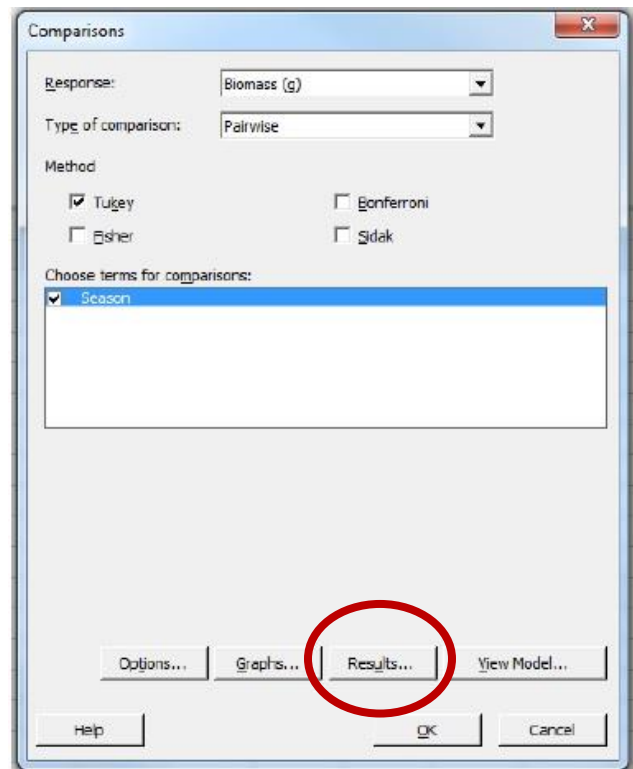 Comparisons
Response: Biomass (g)
Type of comparison: Pairwise
Method
Tukey Bonferroni
Fisher Sidak
Choose terms for comparisons:
Season
Options... Graphs... Results... View Model...
Help OK Cancel